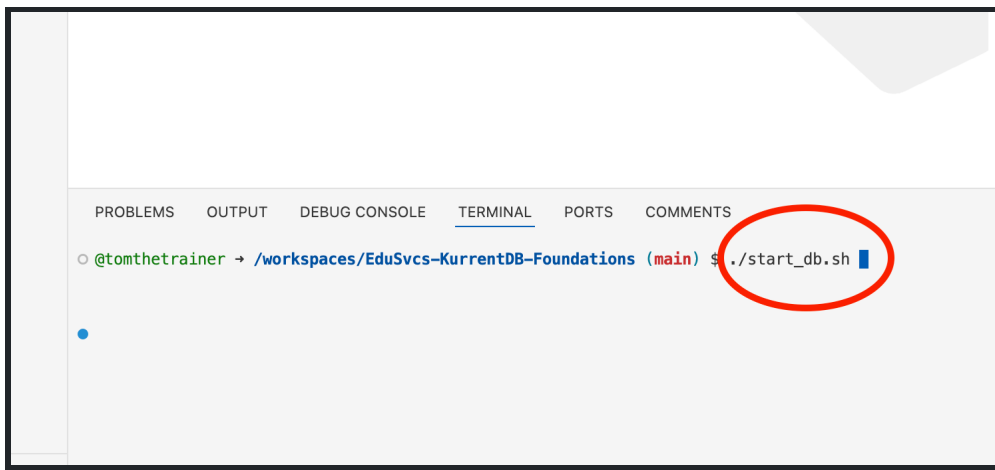 PROBLEMS OUTPUT DEBUG CONSOLE TERMINAL PORTS COMMENTS
@tomthetrainer → /workspaces/EduSvcs-KurrentDB-Foundations (main) $ ./start_db.sh